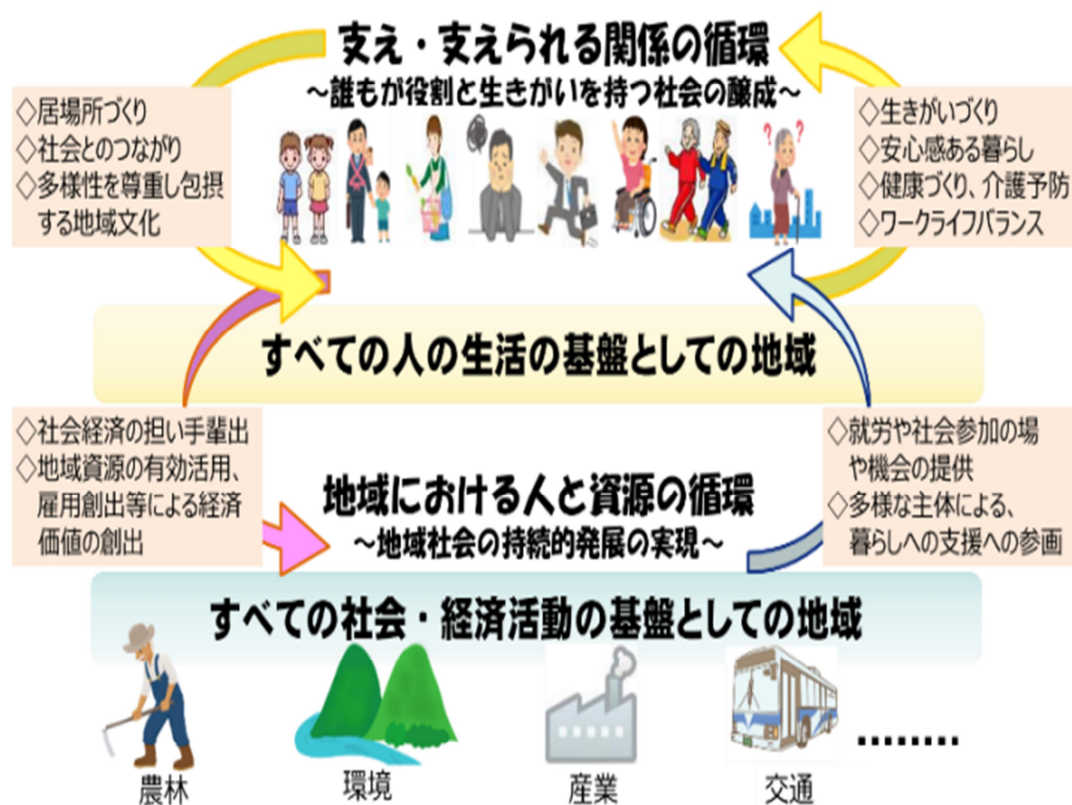 支え・支えられる関係の循環
～誰もが役割と生きがいを持つ社会の醸成～
◇居場所づくり
◇社会とのつながり
◇多様性を尊重し包摂
する地域文化
◇生きがいづくり
◇安心感ある暮らし
◇健康づくり、介護予防
◇ワークライフバランス
? ?
すべての人の生活の基盤としての地域
◇社会経済の担い手輩出
◇地域資源の有効活用、
雇用創出等による経済
価値の創出
◇就労や社会参加の場
や機会の提供
◇多様な主体による、
暮らしへの支援への参画
地域における人と資源の循環
～地域社会の持続的発展の実現～
すべての社会・経済活動の基盤としての地域
農林
環境
産業
交通
………